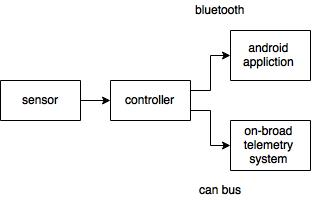 bluetooth
android
appliction
sensor
controller
on-broad
telemetry
system
can bus